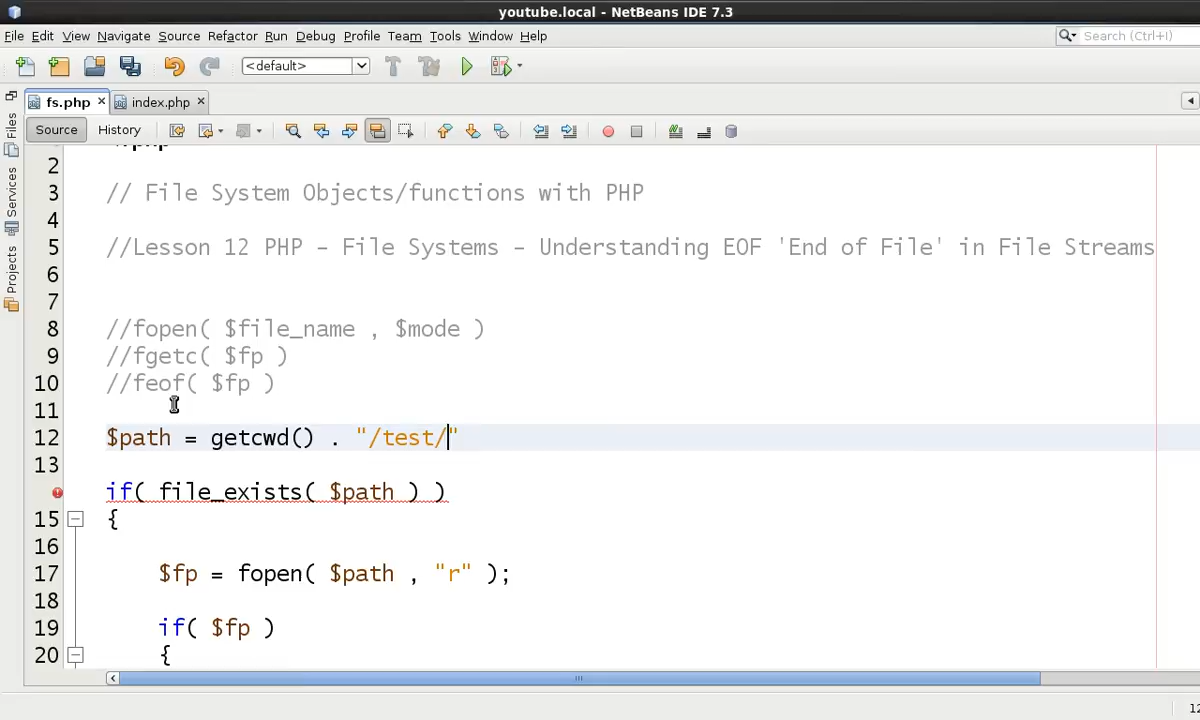 youtube.local - NetBeans IDE 7.3
File Edit View Navigate Source Refactor Run Debug Profile Team Tools Window Help
Search (Ctrl+I)
<default>
fs.php index.php
Source History
Files
Services
Projects
2
3 // File System Objects/functions with PHP
4
5 //Lesson 12 PHP - File Systems - Understanding EOF 'End of File' in File Streams
6
7
8 //fopen( $file_name , $mode )
9 //fgetc( $fp )
10 //feof( $fp )
11
12 $path = getcwd() . "/test/"
13
if( file_exists( $path ) )
15 {
16
17 $fp = fopen( $path , "r" );
18
19 if( $fp )
20 {